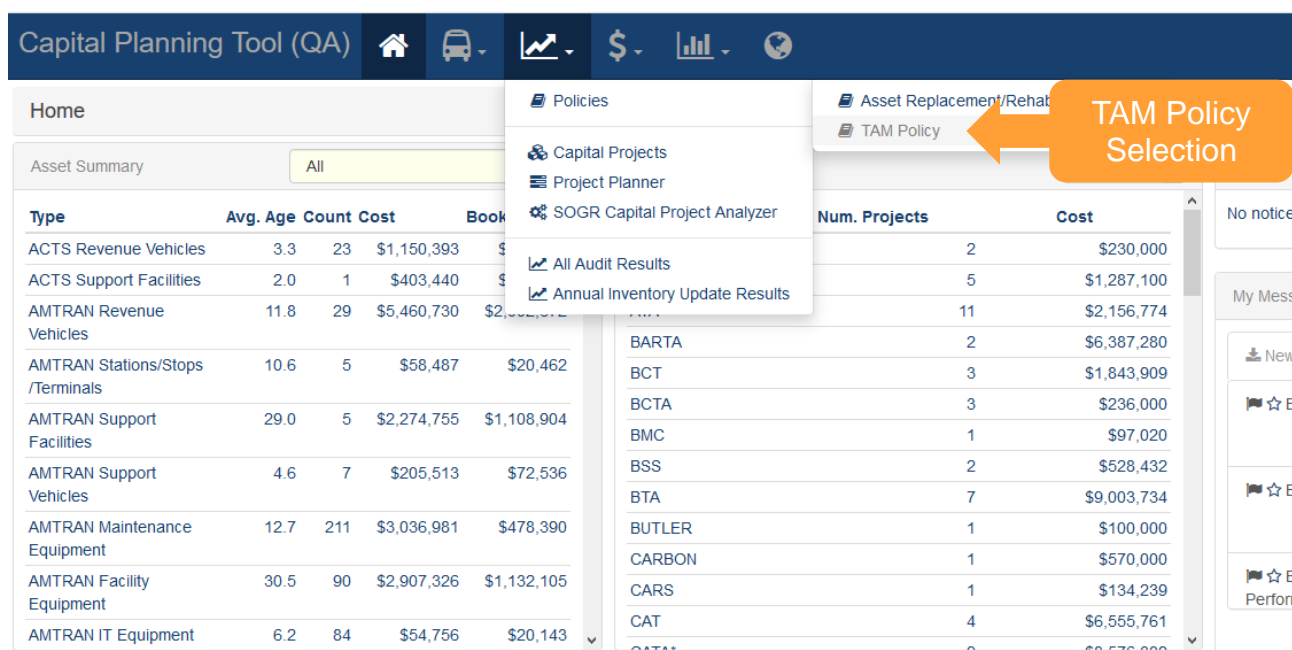 Capital Planning Tool (QA)
Home
Policies
Capital Projects
Project Planner
SOGR Capital Project Analyzer
All Audit Results
Annual Inventory Update Results
Asset Replacement/Rehab
TAM Policy
TAM Policy
Selection
Asset Summary
All
Type Avg. Age Count Cost Book
ACTS Revenue Vehicles 3.3 23 $1,150,393 $
ACTS Support Facilities 2.0 1 $403,440 $
AMTRAN Revenue 11.8 29 $5,460,730
Vehicles
AMTRAN Stations/Stops 10.6 5 $58,487 $20,462
/Terminals
AMTRAN Support 29.0 5 $2,274,755 $1,108,904
Facilities
AMTRAN Support 4.6 7 $205,513 $72,536
Vehicles
AMTRAN Maintenance 12.7 211 $3,036,981 $478,390
Equipment
AMTRAN Facility 30.5 90 $2,907,326 $1,132,105
Equipment
AMTRAN IT Equipment 6.2 84 $54,756 $20,143
Num. Projects Cost
2 $230,000
5 $1,287,100
11 $2,156,774
BARTA 2 $6,387,280
BCT 3 $1,843,909
BCTA 3 $236,000
BMC 1 $97,020
BSS 2 $528,432
BTA 7 $9,003,734
BUTLER 1 $100,000
CARBON 1 $570,000
CARS 1 $134,239
CAT 4 $6,555,761
No notice
My Mess
New
E
E
E
Perfor